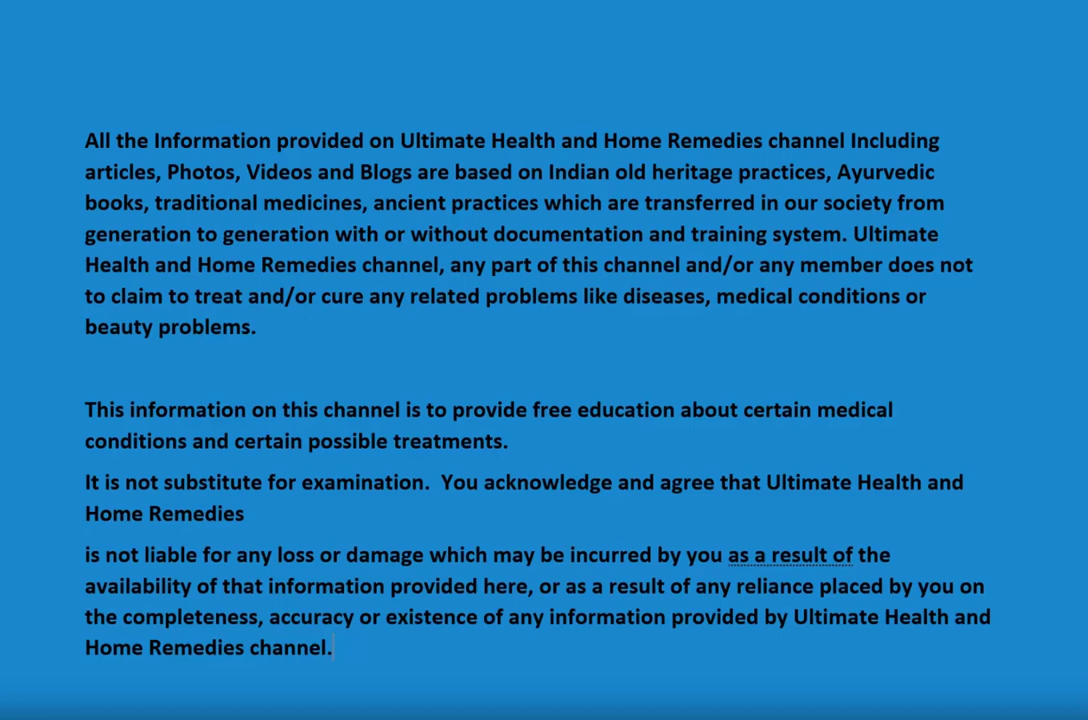 All the Information provided on Ultimate Health and Home Remedies channel Including
articles, Photos, Videos and Blogs are based on Indian old heritage practices, Ayurvedic
books, traditional medicines, ancient practices which are transferred in our society from
generation to generation with or without documentation and training system. Ultimate
Health and Home Remedies channel, any part of this channel and/or any member does not
to claim to treat and/or cure any related problems like diseases, medical conditions or
beauty problems.
This information on this channel is to provide free education about certain medical
conditions and certain possible treatments.
It is not substitute for examination.  You acknowledge and agree that Ultimate Health and
Home Remedies
is not liable for any loss or damage which may be incurred by you as a result of the
availability of that information provided here, or as a result of any reliance placed by you on
the completeness, accuracy or existence of any information provided by Ultimate Health and
Home Remedies channel.